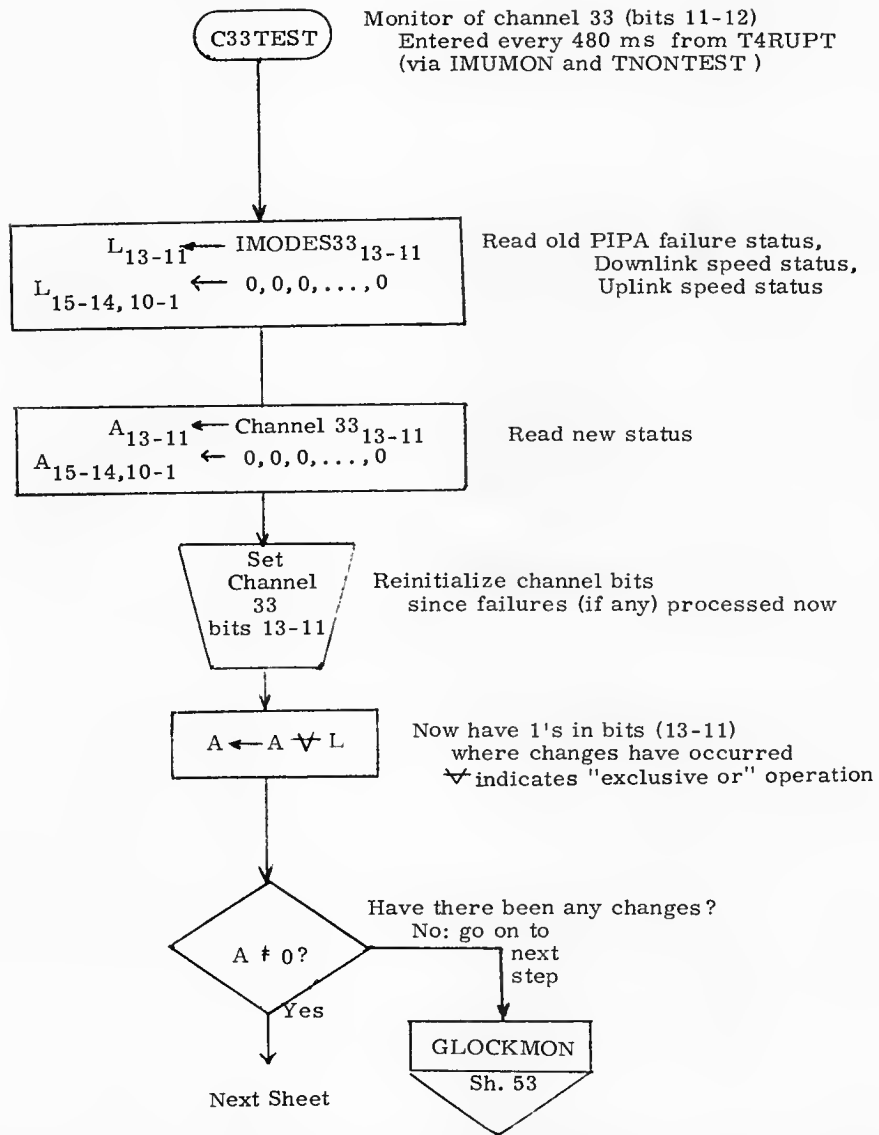 C33TEST
Monitor of channel 33 (bits 11-12)
Entered every 480 ms from T4RUPT
(via IMUMON and TNONTEST )
L13-11 ← IMODES33 13-11
L15-14, 10-1 ← 0, 0, 0, ..., 0
Read old PIPA failure status,
Downlink speed status,
Uplink speed status
A13-11 ← Channel 33 13-11
A15-14,10-1 ← 0, 0, 0, ..., 0
Read new status
Set
Channel
33
bits 13-11
Reinitialize channel bits
since failures (if any) processed now
A ← A ⊻ L
Now have 1's in bits (13-11)
where changes have occurred
⊻ indicates "exclusive or" operation
A ≠ 0?
Have there been any changes?
No: go on to
next
step
Yes
Next Sheet
GLOCKMON
Sh. 53